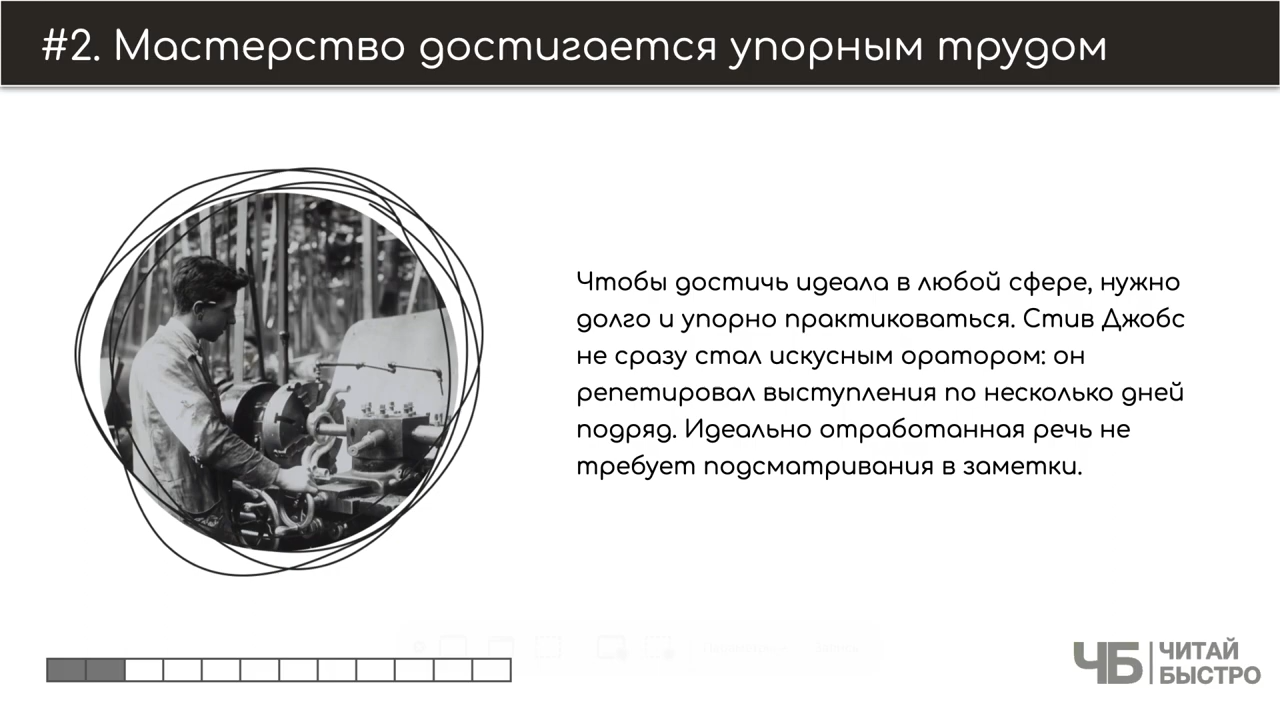 #2. Мастерство достигается упорным трудом
Чтобы достичь идеала в любой сфере, нужно
долго и упорно практиковаться. Стив Джобс
не сразу стал искусным оратором: он
репетировал выступления по несколько дней
подряд. Идеально отработанная речь не
требует подсматривания в заметки.
ЧБ
ЧИТАЙ
БЫСТРО